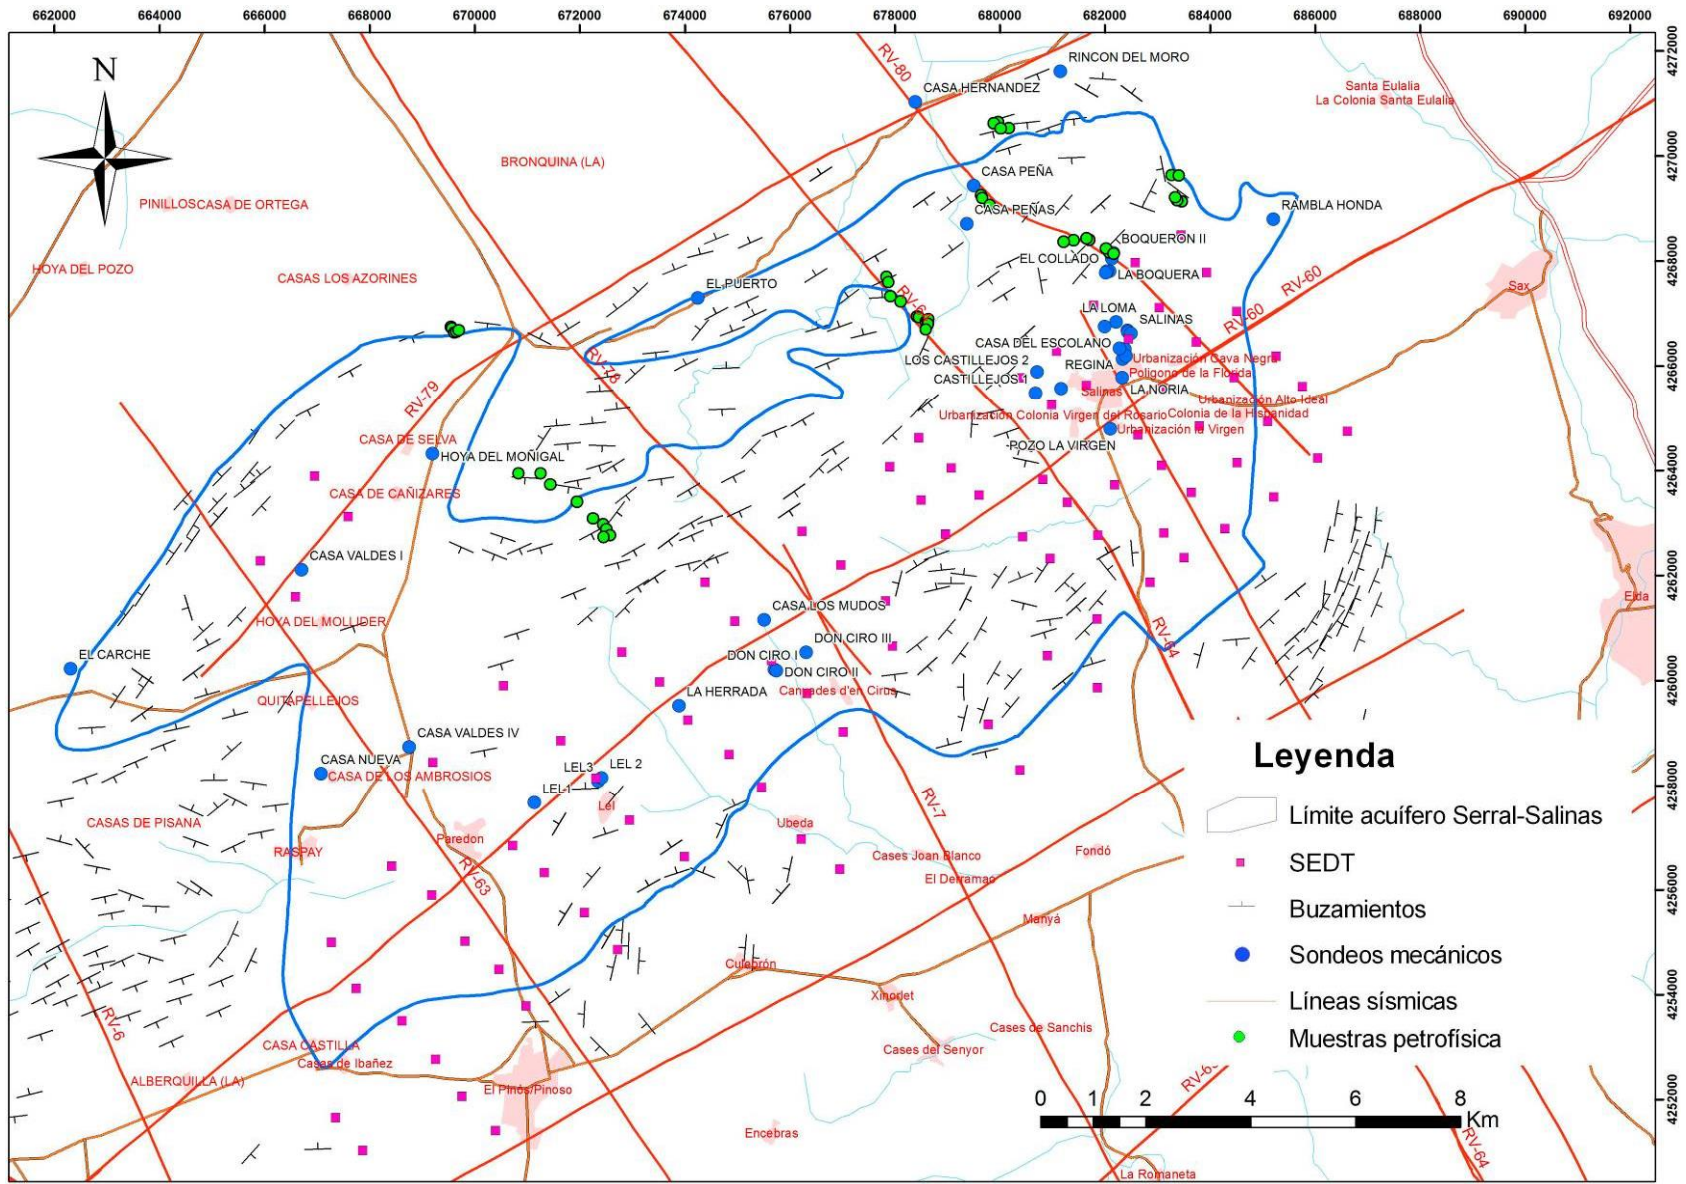 662000 664000 666000 668000 670000 672000 674000 676000 678000 680000 682000 684000 686000 688000 690000 692000
4272000
4270000
4268000
4266000
4264000
4262000
4260000
4258000
4256000
4254000
4252000
N
RV-80
RINCON DEL MORO
CASA HERNANDEZ
Santa Eulalia
La Colonia Santa Eulalia
BRONQUINA (LA)
CASA PEÑA
PINILLOS
CASA DE ORTEGA
CASA PEÑAS
RAMBLA HONDA
BOQUERON II
EL COLLADO
LA BOQUERA
HOYA DEL POZO
CASAS LOS AZORINES
EL PUERTO
RV-60
Sax
LA LOMA
SALINAS
RV-60
CASA DEL ESCOLANO
LOS CASTILLEJOS 2
REGINA
Urbanización Cava Negra
Poligono de la Florida
RV-78
CASTILLEJOS 1
Salinas
LA NORIA
Urbanización Alto Ideal
RV-79
Urbanización Colonia Virgen del Rosario
Colonia de la Hispanidad
Urbanización la Virgen
CASA DE SELVA
POZO LA VIRGEN
HOYA DEL MOÑIGAL
CASA DE CAÑIZARES
CASA VALDES I
Elda
CASA LOS MUDOS
HOYA DEL MOLUDER
DON CIRO III
RV-64
EL CARCHE
DON CIRO I
DON CIRO II
LA HERRADA
Canyades d'en Ciros
QUITAPELLEJOS
CASA VALDES IV
CASA NUEVA
CASA DE LOS AMBROSIOS
LEL3
LEL 2
LEL1
Lel
RV-7
CASAS DE PISANA
Ubeda
Paredon
RASPAY
Cases Joan Blanco
Fondó
RV-63
El Derramao
Manyá
Culebrón
Xinorlet
RV-6
Cases de Sanchis
CASA CASTILLA
Casas de Ibañez
Cases del Senyor
ALBERQUILLA (LA)
El Pinós/Pinoso
Encebras
La Romaneta
RV-64
Leyenda
Límite acuífero Serral-Salinas
SEDT
Buzamientos
Sondeos mecánicos
Líneas sísmicas
Muestras petrofísica
0 1 2 4 6 8
Km